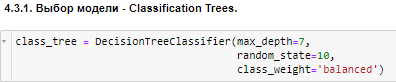 4.3.1. Выбор модели - Classification Trees.
class_tree = DecisionTreeClassifier(max_depth=7,
random_state=10,
class_weight='balanced')